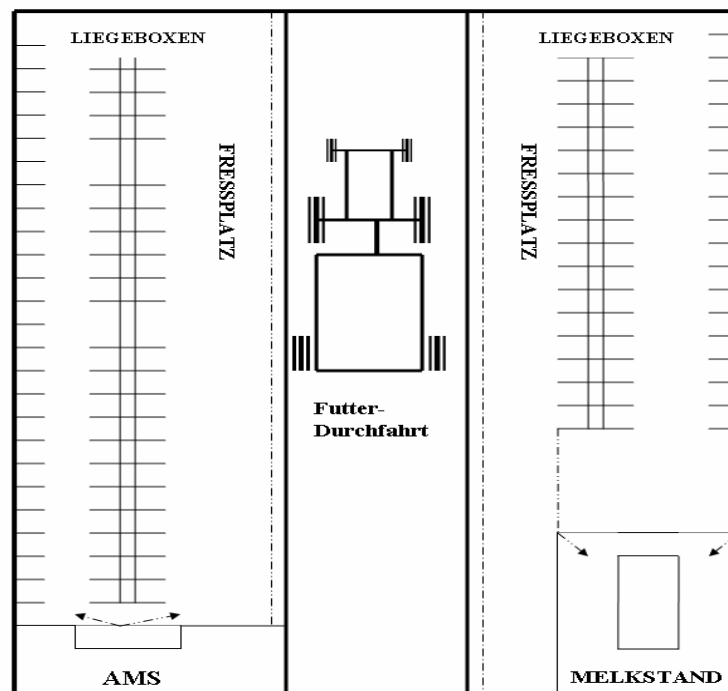 LIEGEBOXEN
LIEGEBOXEN
FRESSPLATZ
FRESSPLATZ
Futter-
Durchfahrt
AMS
MELKSTAND